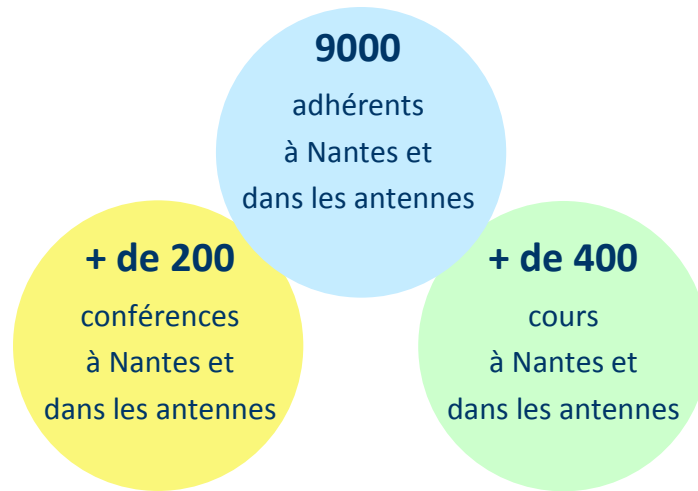 9000
adhérents
à Nantes et
dans les antennes
+ de 200
conférences
à Nantes et
dans les antennes
+ de 400
cours
à Nantes et
dans les antennes